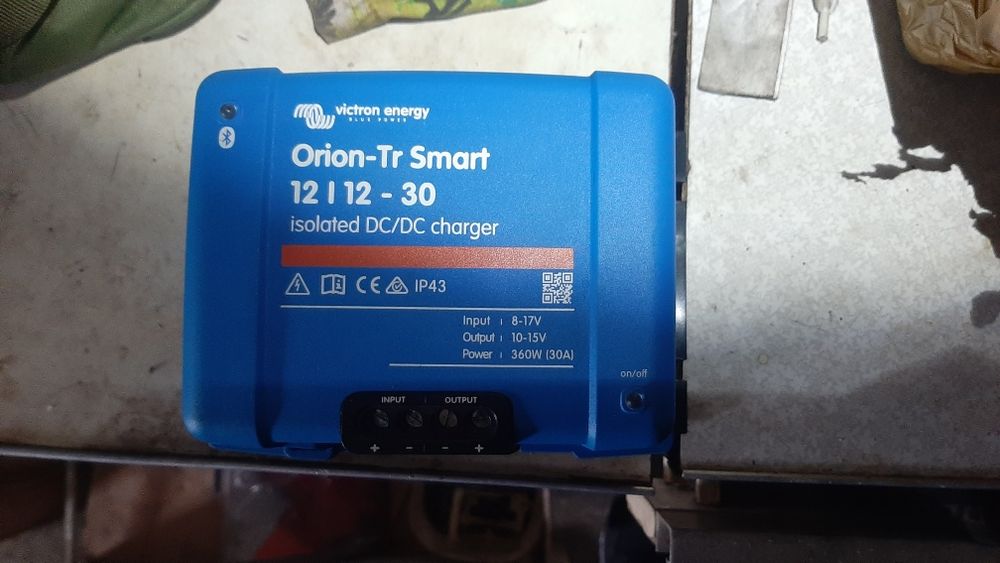 victron energy
BLUE POWER
Orion-Tr Smart
12 | 12 - 30
isolated DC/DC charger
CE IP43
Input | 8-17V
Output | 10-15V
Power | 360W (30A)
on/off
INPUT | OUTPUT
+ - - +